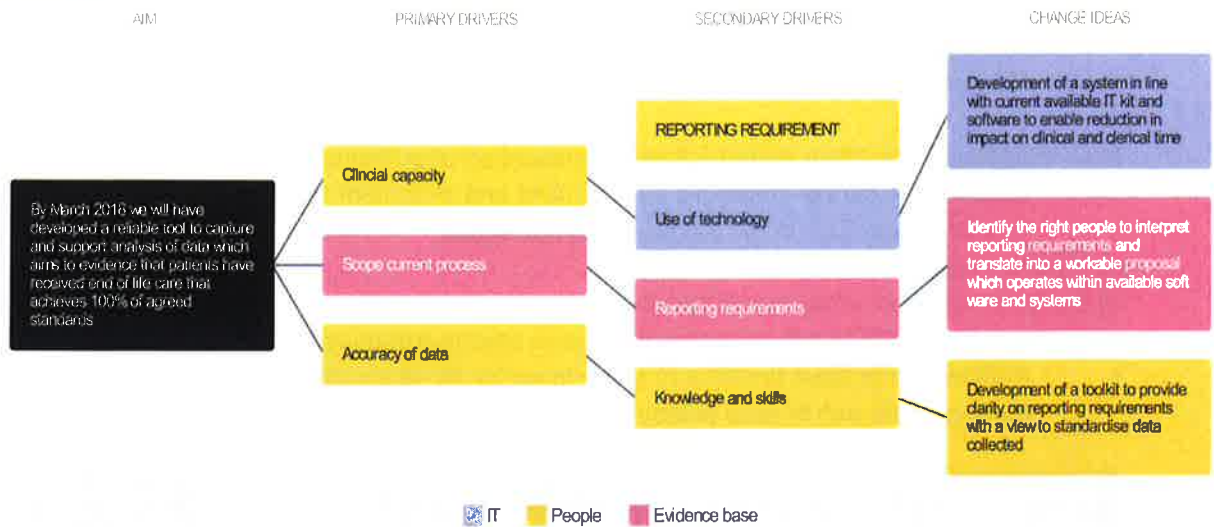 AIM
PRIMARY DRIVERS
SECONDARY DRIVERS
CHANGE IDEAS
By March 2018 we will have
developed a reliable tool to capture
and support analysis of data which
aims to evidence that patients have
received end of life care that
achieves 100% of agreed
standards
Clincial capacity
Scope current process
Accuracy of data
REPORTING REQUIREMENT
Use of technology
Reporting requirements
Knowledge and skills
Development of a system in line
with current available IT kit and
software to enable reduction in
impact on clinical and clerical time
Identify the right people to interpret
reporting requirements and
translate into a workable proposal
which operates within available soft
ware and systems
Development of a toolkit to provide
clarity on reporting requirements
with a view to standardise data
collected
IT
People
Evidence base